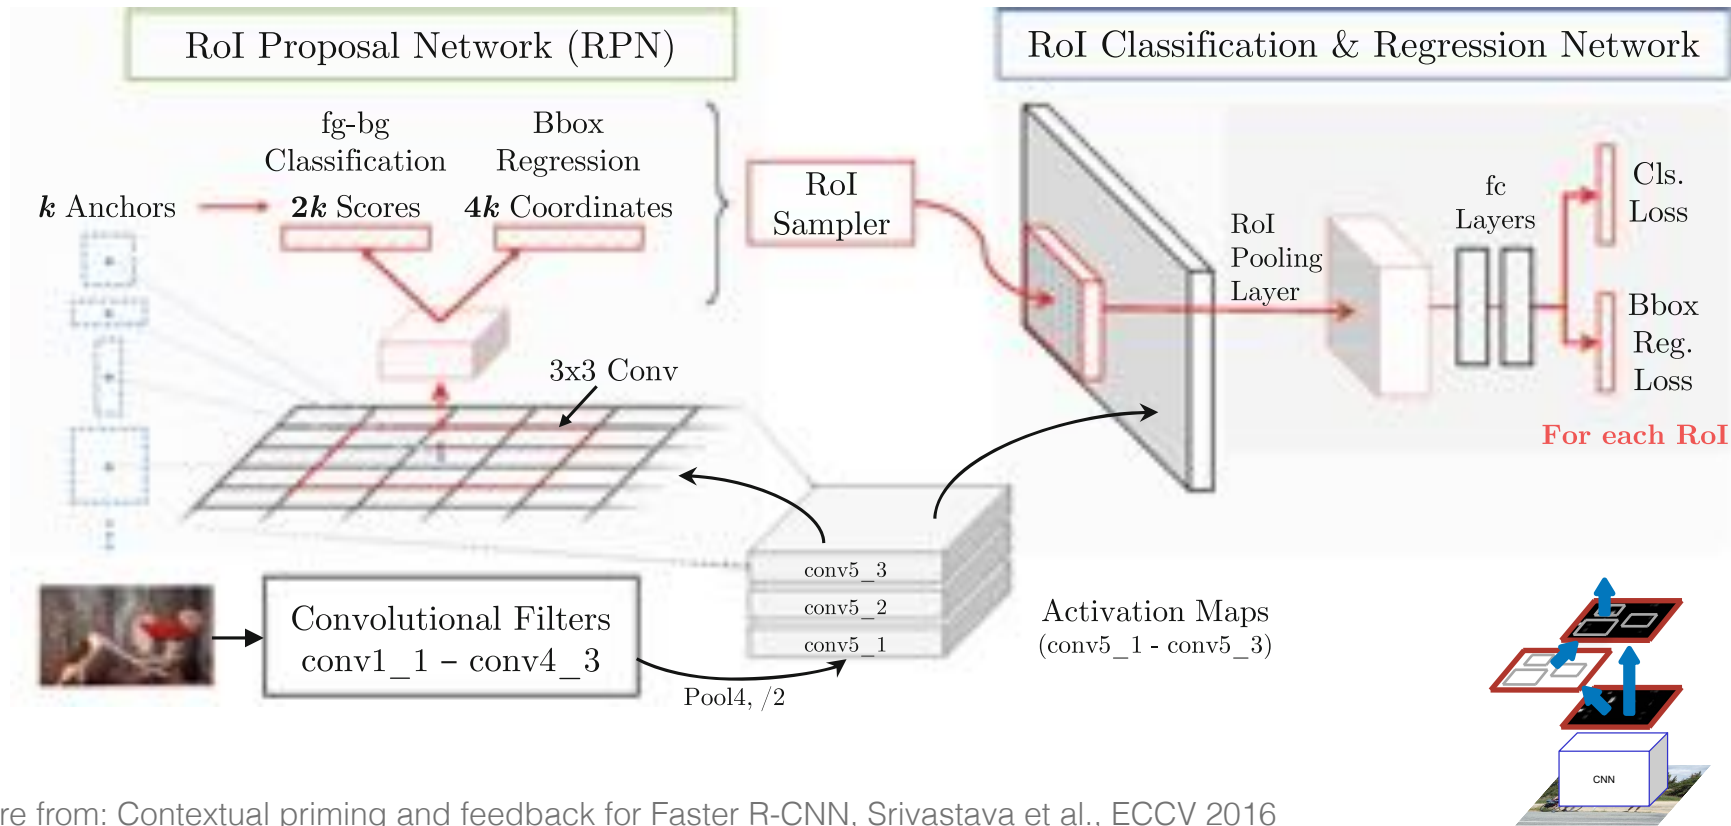 RoI Proposal Network (RPN)
RoI Classification & Regression Network
fg-bg
Classification
2k Scores
Bbox
Regression
4k Coordinates
k Anchors
3x3 Conv
RoI
Sampler
RoI
Pooling
Layer
fc
Layers
Cls.
Loss
Bbox
Reg.
Loss
For each RoI
Convolutional Filters
conv1_1 – conv4_3
Pool4, /2
conv5_3
conv5_2
conv5_1
Activation Maps
(conv5_1 - conv5_3)
CNN
re from: Contextual priming and feedback for Faster R-CNN, Srivastava et al., ECCV 2016